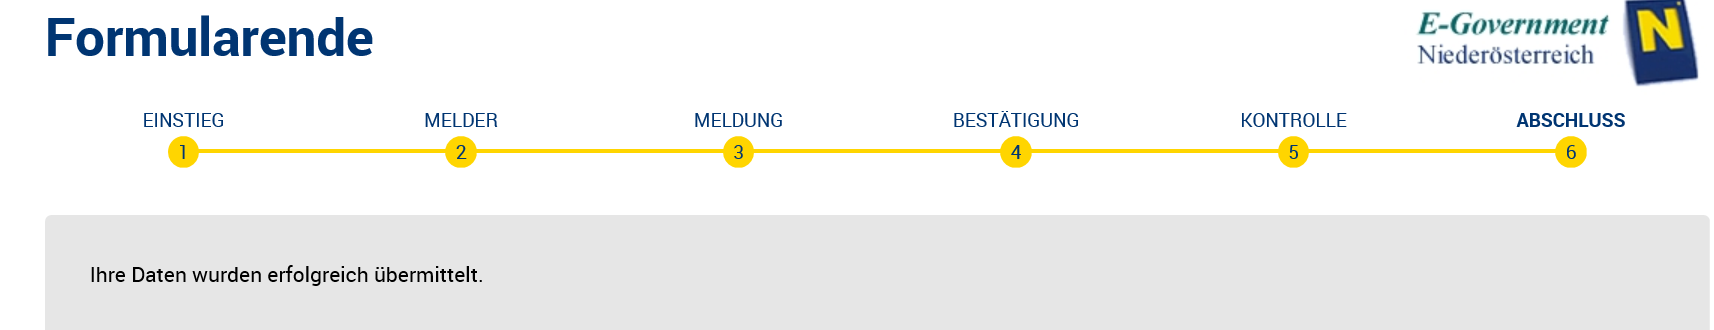 Formularende
E-Government
Niederösterreich
N
EINSTIEG
MELDER
MELDUNG
BESTÄTIGUNG
KONTROLLE
ABSCHLUSS
1
2
3
4
5
6
Ihre Daten wurden erfolgreich übermittelt.